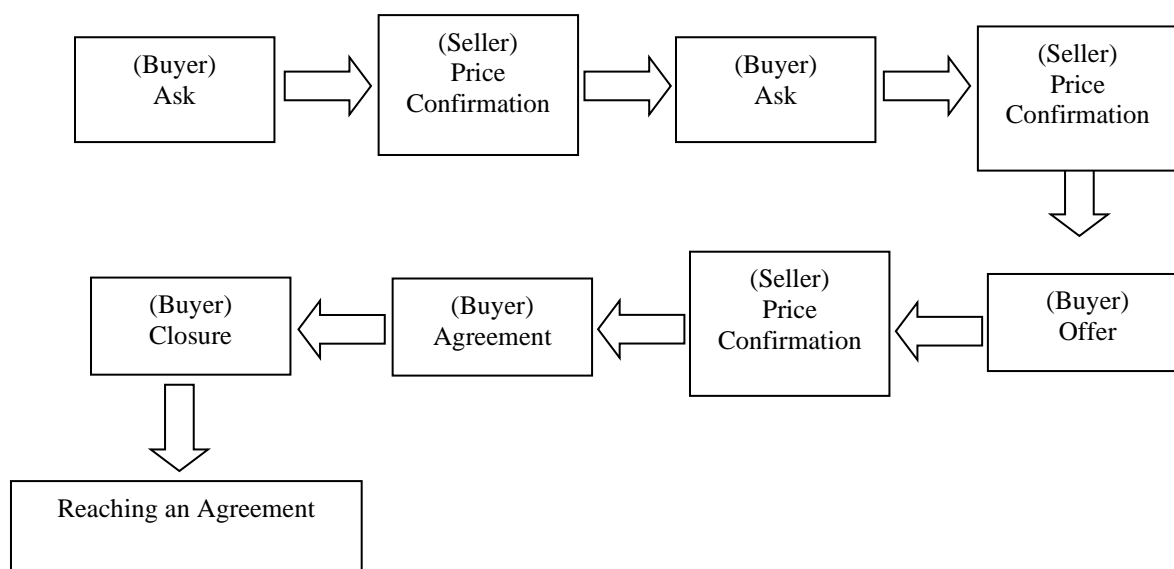 (Buyer)
Ask
(Seller)
Price
Confirmation
(Buyer)
Ask
(Seller)
Price
Confirmation
(Buyer)
Offer
(Seller)
Price
Confirmation
(Buyer)
Agreement
(Buyer)
Closure
Reaching an Agreement